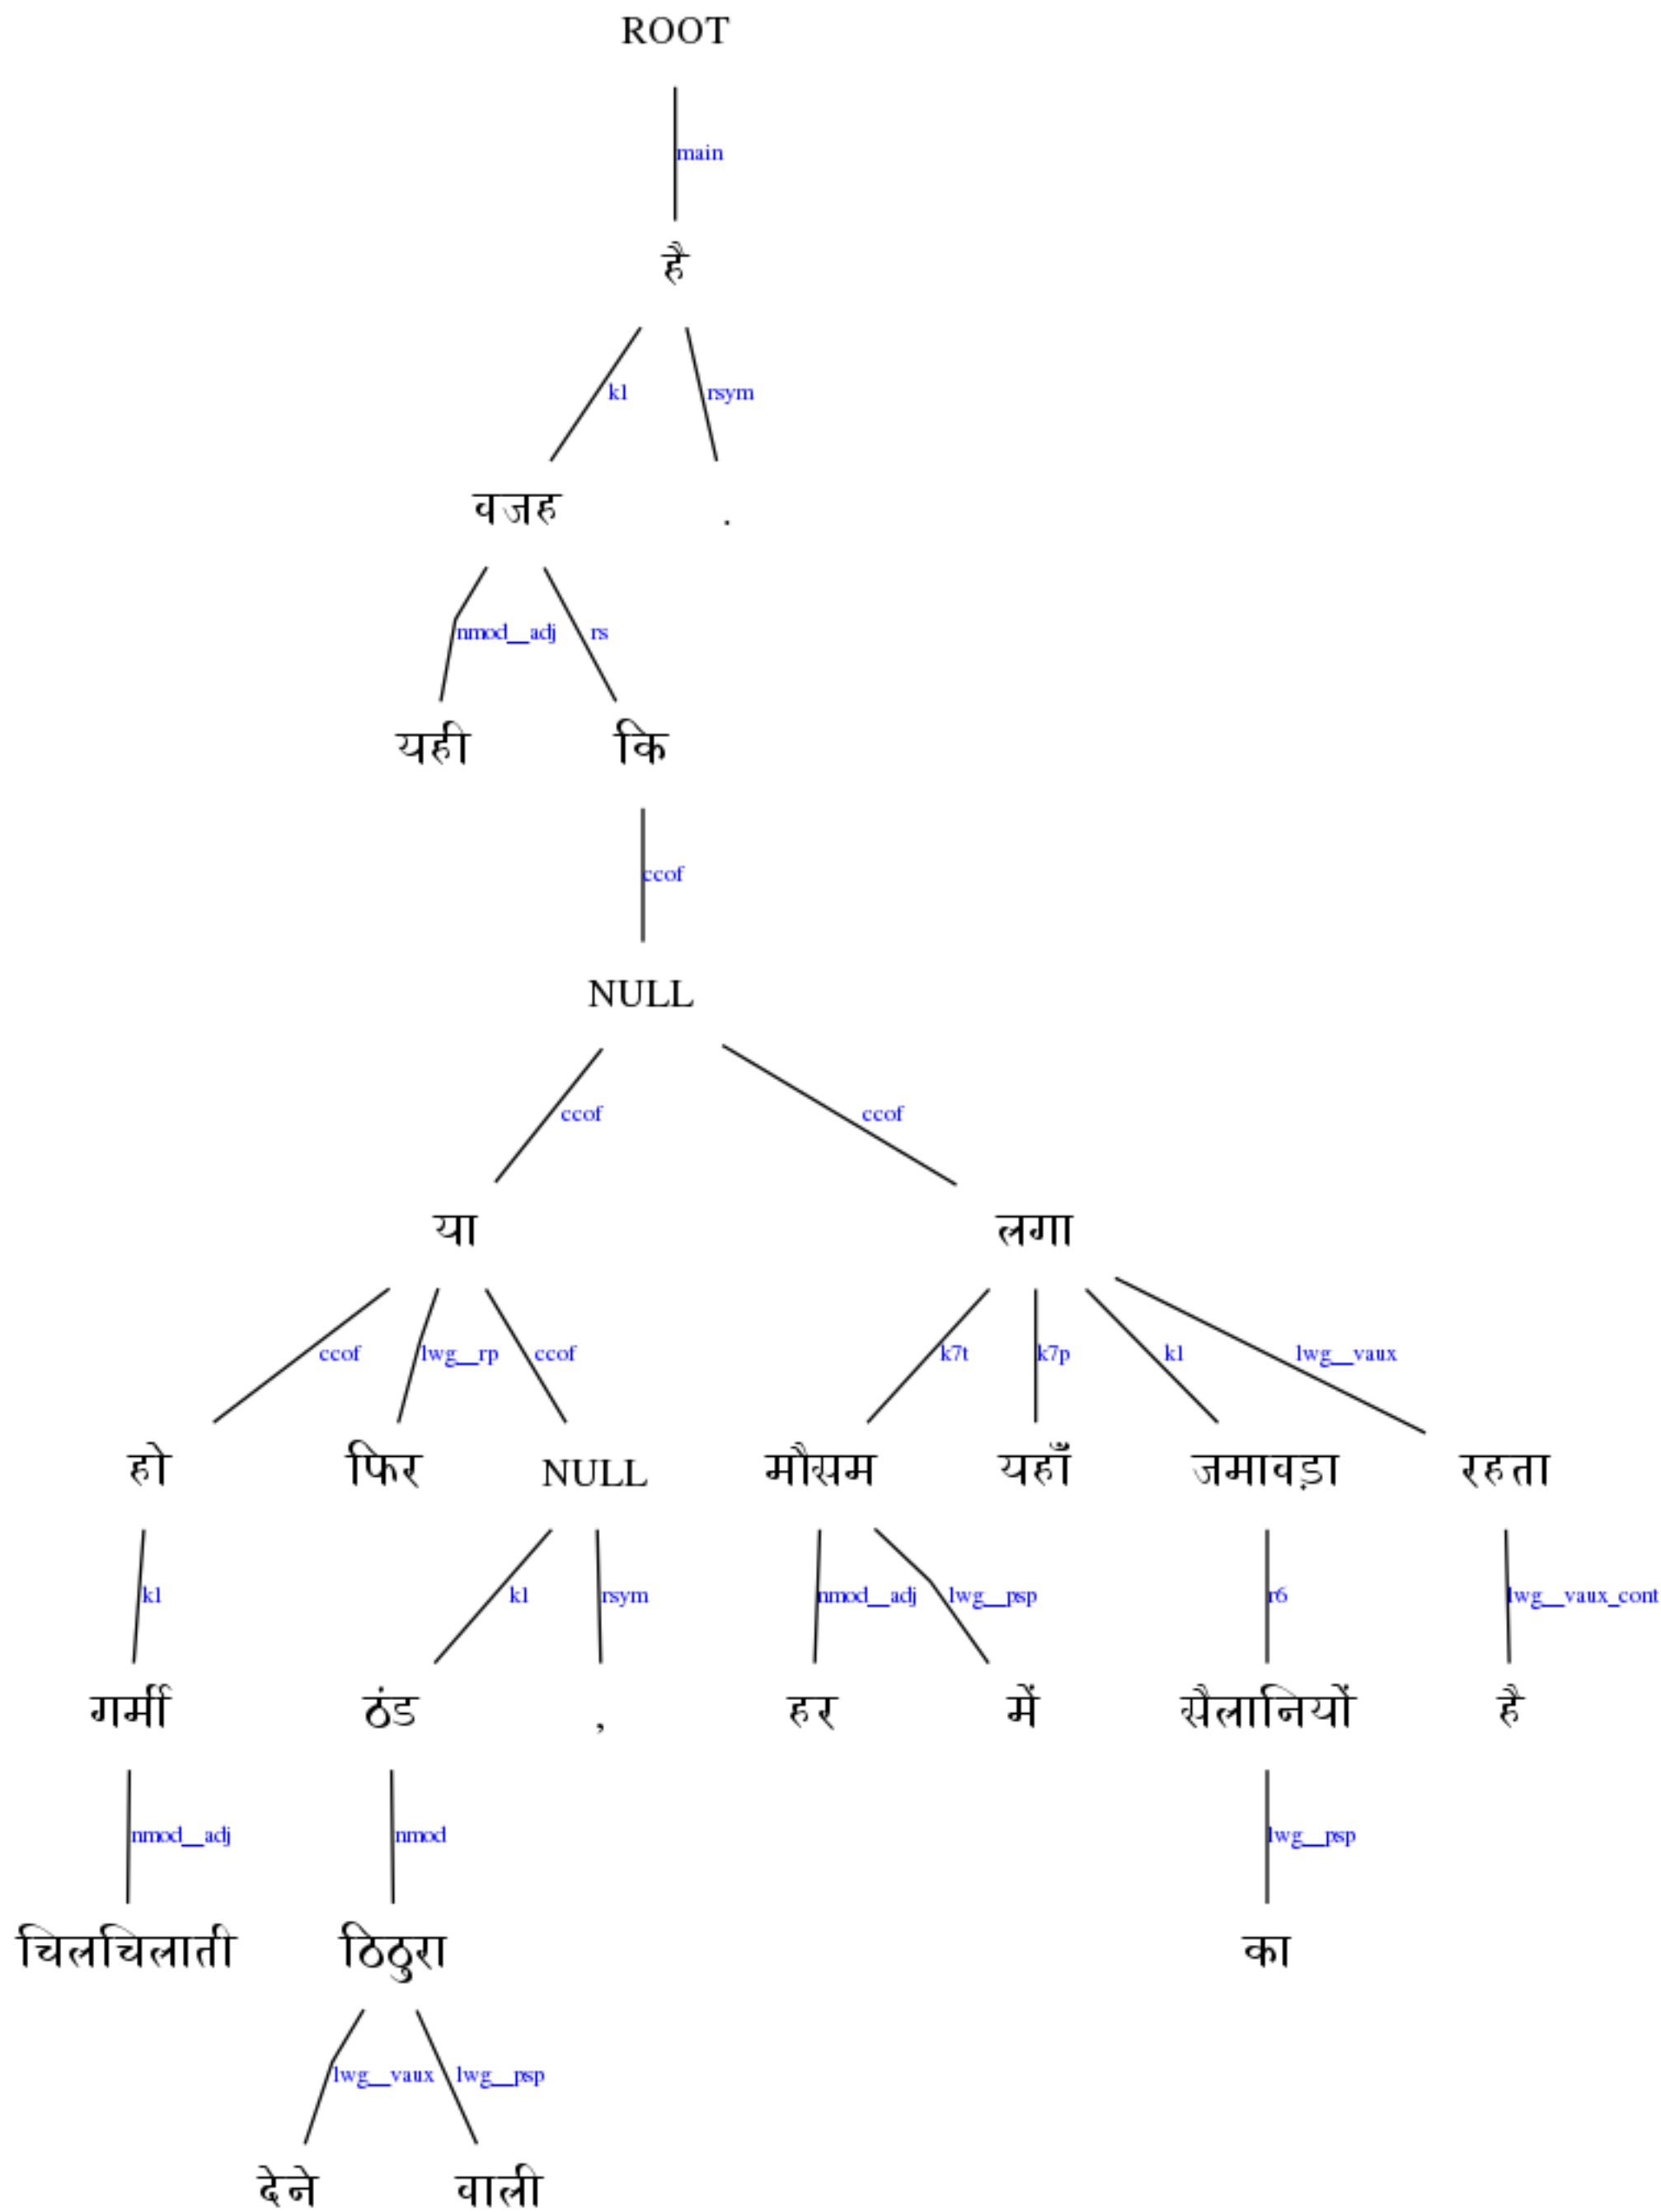 ROOT
main
है
k1 rsym
वजह .
nmod__adj rs
यही कि
ccof
NULL
ccof ccof
या लगा
ccof lwg__rp ccof k7t k7p k1 lwg__vaux
हो फिर NULL मौसम यहाँ जमावड़ा रहता
k1 k1 rsym nmod__adj lwg__psp r6 lwg__vaux_cont
गर्मी ठंड , हर में सैलानियों है
nmod__adj nmod lwg__psp
चिलचिलाती ठिठुरा का
lwg__vaux lwg__psp
देने वाली